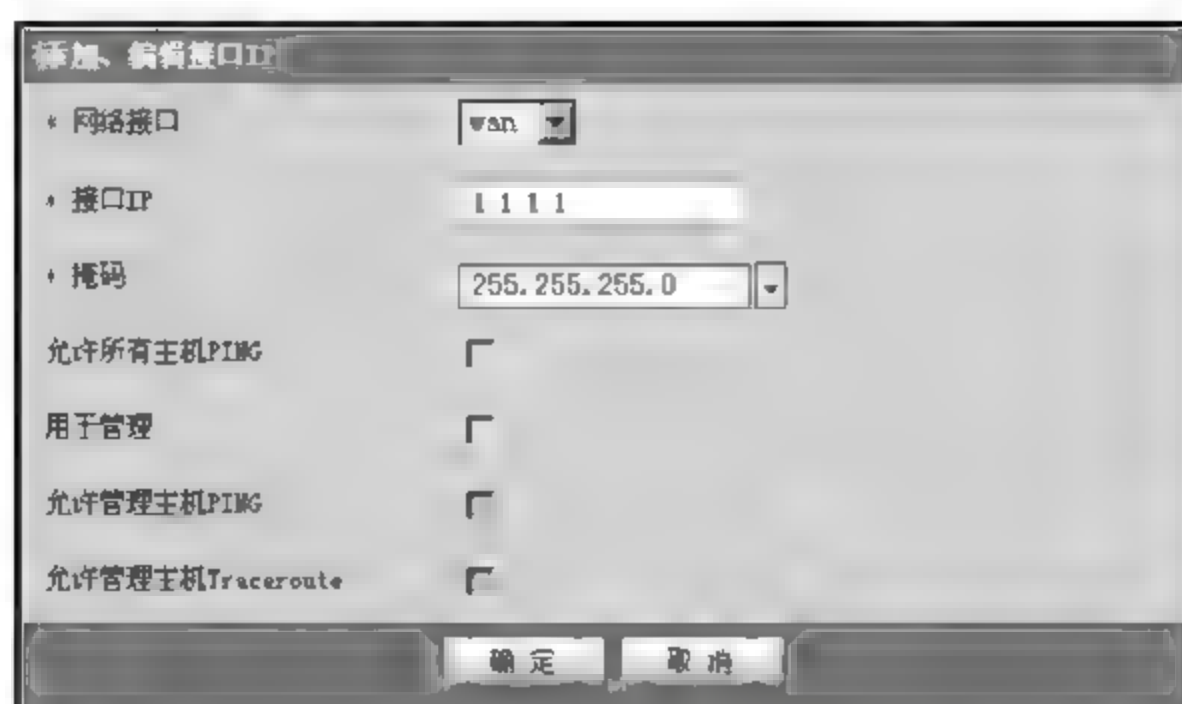 添加、编辑接口IP
* 网络接口 wan
* 接口IP 1 1 1 1
* 掩码 255.255.255.0
允许所有主机PING
用于管理
允许管理主机PING
允许管理主机Traceroute
确 定 取 消